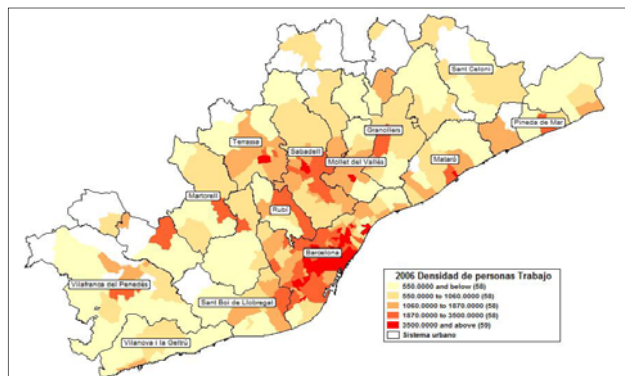 Sant Celoni
Pineda de Mar
Granollers
Terrassa
Sabadell
Mollet del Vallès
Mataró
Martorell
Rubí
Barcelona
Vilafranca del Penedès
Sant Boi de Llobregat
Vilanova i la Geltrú
2006 Densidad de personas Trabajo
550.0000 and below (58)
550.0000 to 1060.0000 (58)
1060.0000 to 1870.0000 (58)
1870.0000 to 3500.0000 (58)
3500.0000 and above (59)
Sistema urbano